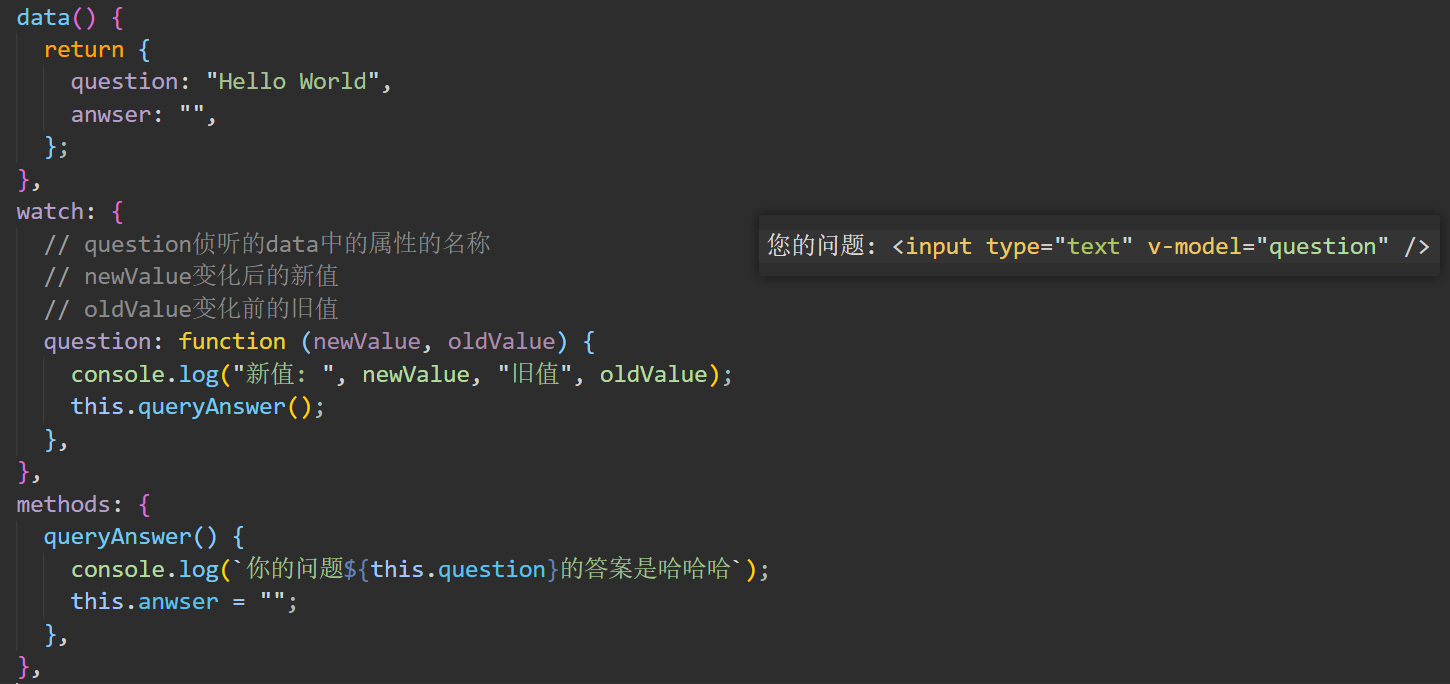 data() {
return {
question: "Hello World",
anwser: "",
};
},
watch: {
// question侦听的data中的属性的名称
// newValue变化后的新值
// oldValue变化前的旧值
question: function (newValue, oldValue) {
console.log("新值: ", newValue, "旧值", oldValue);
this.queryAnswer();
},
},
methods: {
queryAnswer() {
console.log(`你的问题${this.question}的答案是哈哈哈`);
this.anwser = "";
},
},
您的问题: <input type="text" v-model="question" />